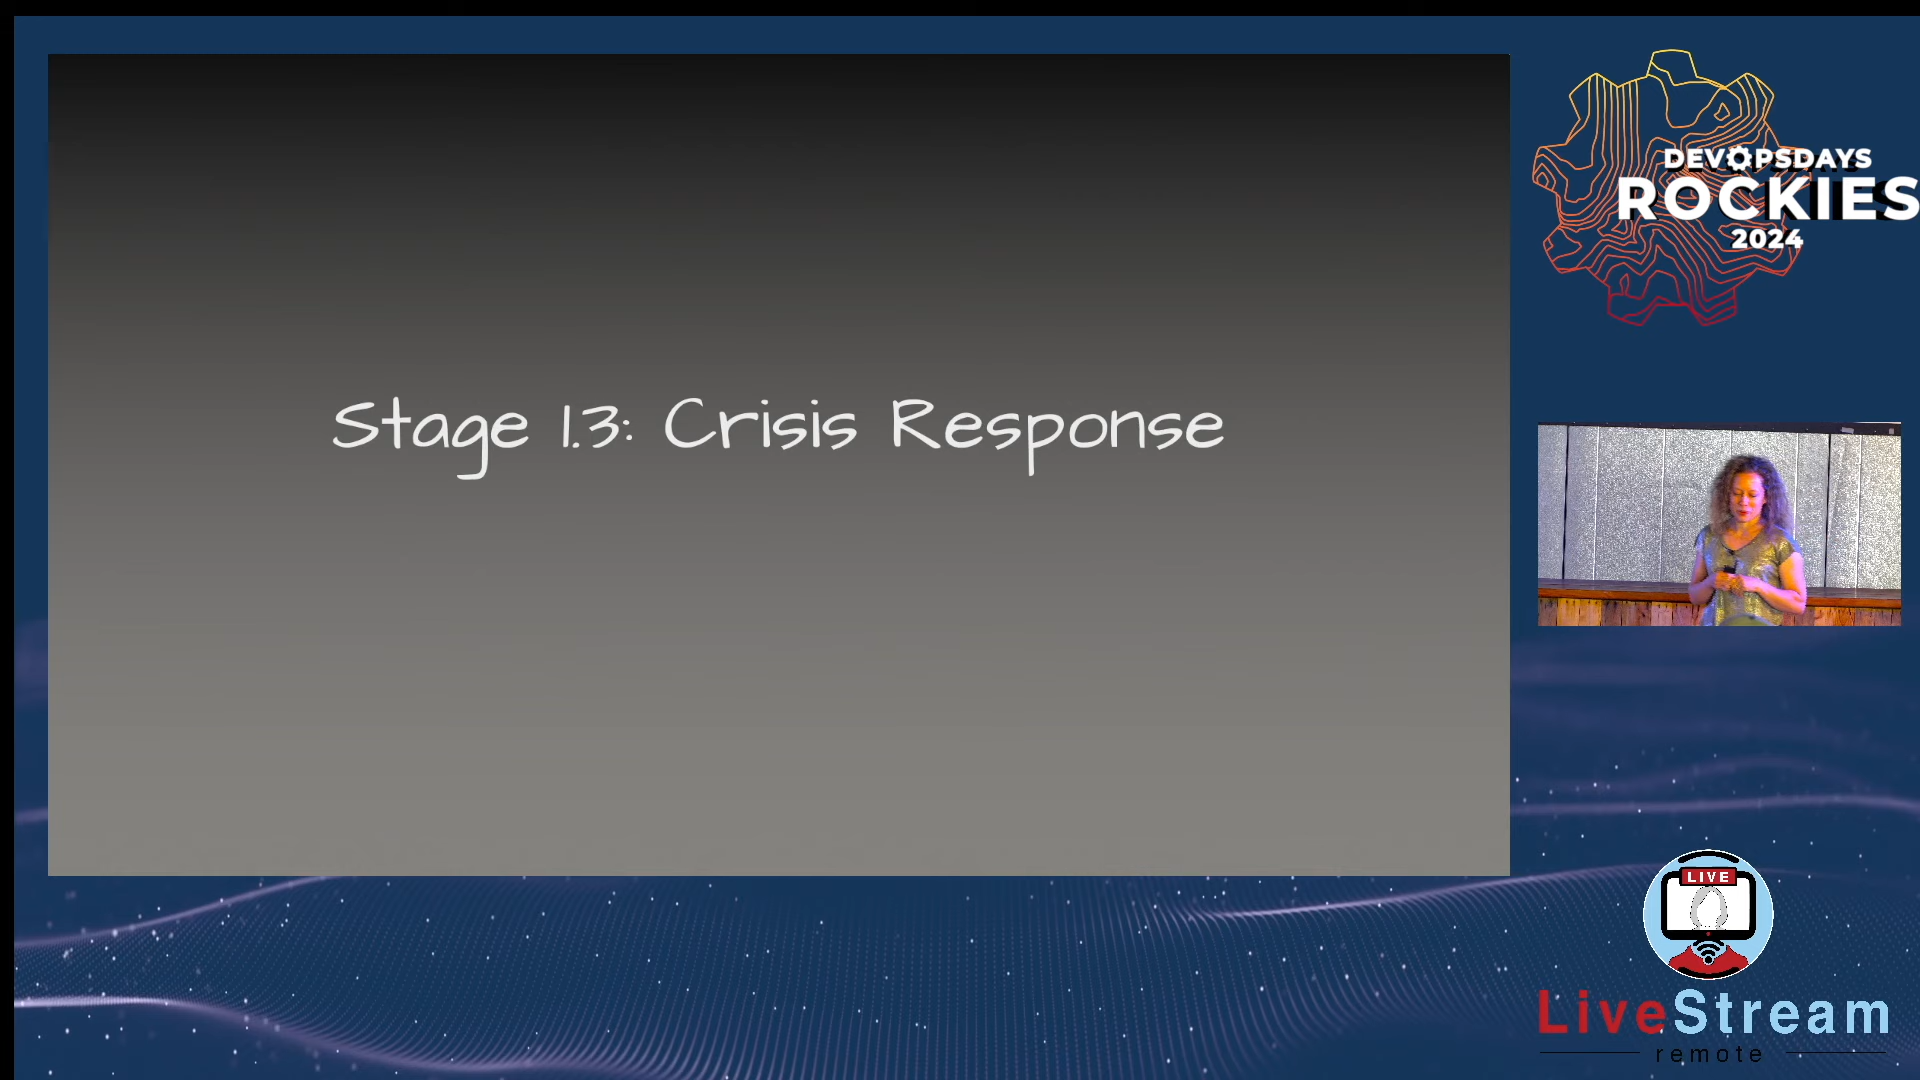 Stage 1.3: Crisis Response
DEVOPSDAYS
ROCKIES
2024
LIVE
LiveStream
remote